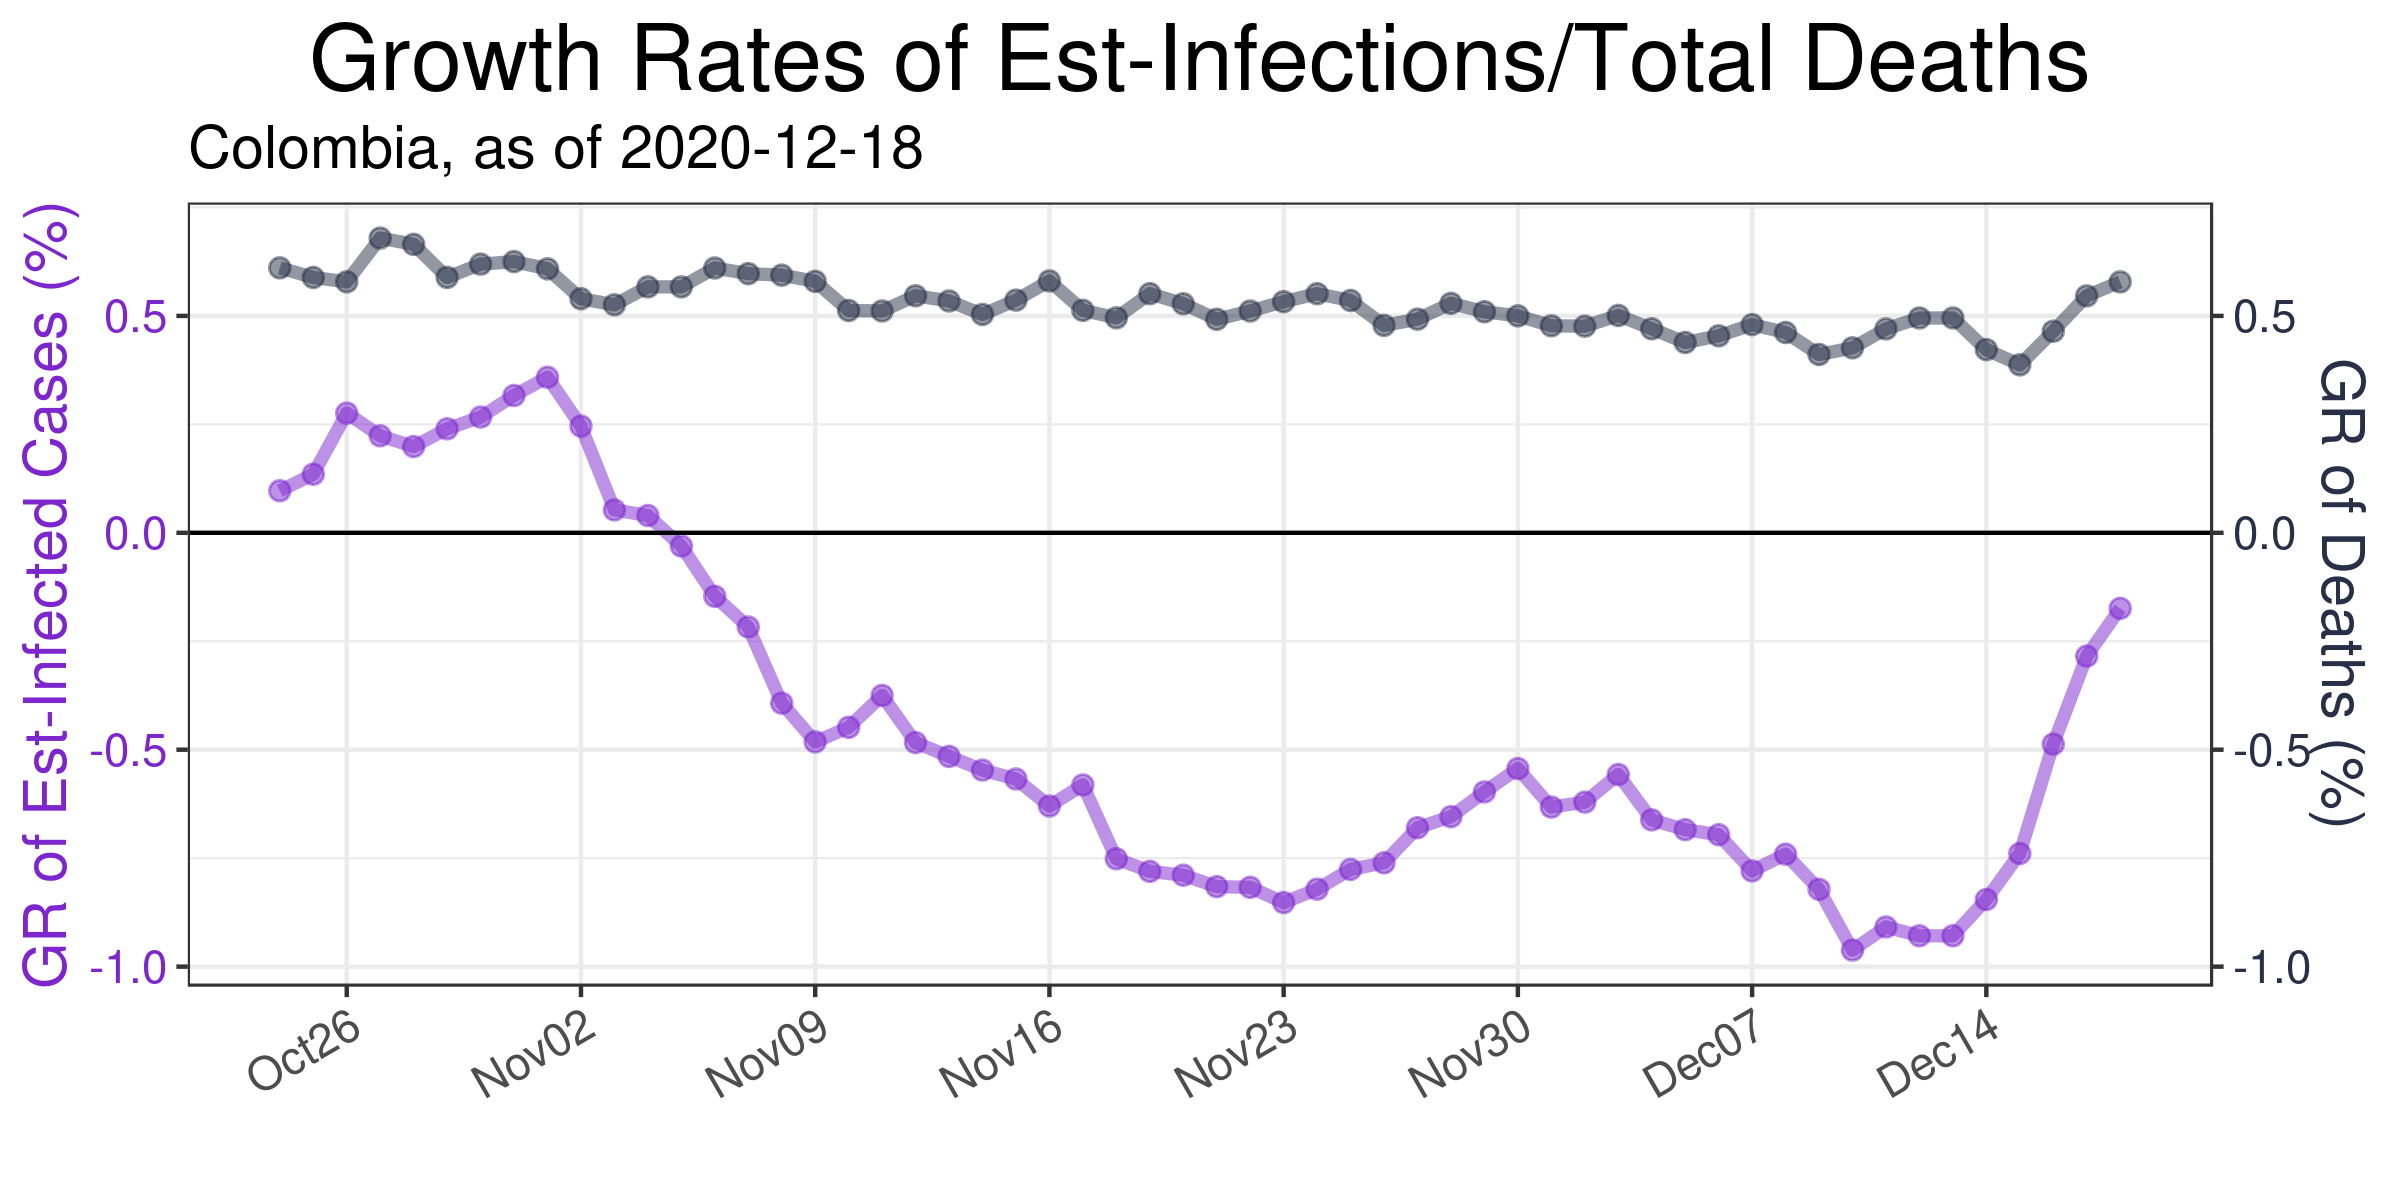 Growth Rates of Est-Infections/Total Deaths
Colombia, as of 2020-12-18
GR of Est-Infected Cases (%)
0.5
0.0
-0.5
-1.0
0.5
0.0
-0.5
-1.0
GR of Deaths (%)
Oct26
Nov02
Nov09
Nov16
Nov23
Nov30
Dec07
Dec14